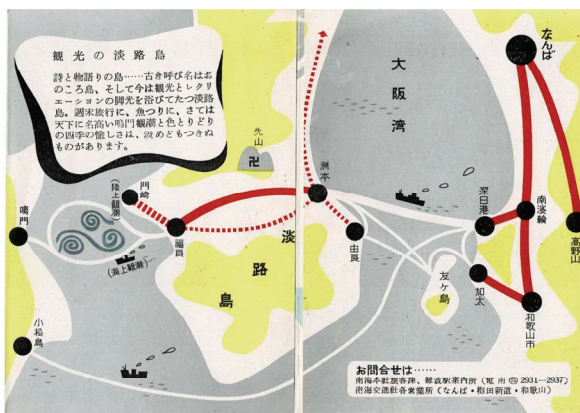 観光の淡路島
詩と物語りの島……古き呼び名はお
のころ島、そして今は観光とレクリ
エーションの脚光を浴びてたつ淡路
島。週末旅行に、魚つりに、さては
天下に名高い鳴門観潮と色とりどり
の四季の愉しさは、汲めどもつきぬ
ものがあります。
先山
卍
門崎
(陸上観潮)
鳴門
(海上観潮)
福良
小松島
淡路島
洲本
由良
大阪湾
なんば
深日港
南淡輪
高野山
友ヶ島
加太
和歌山市
お問合せは……
南海本社旅客課、難波駅案内所 (電 南 2931—2937)
南海交通社各営業所 (なんば・梅田新道・和歌山)